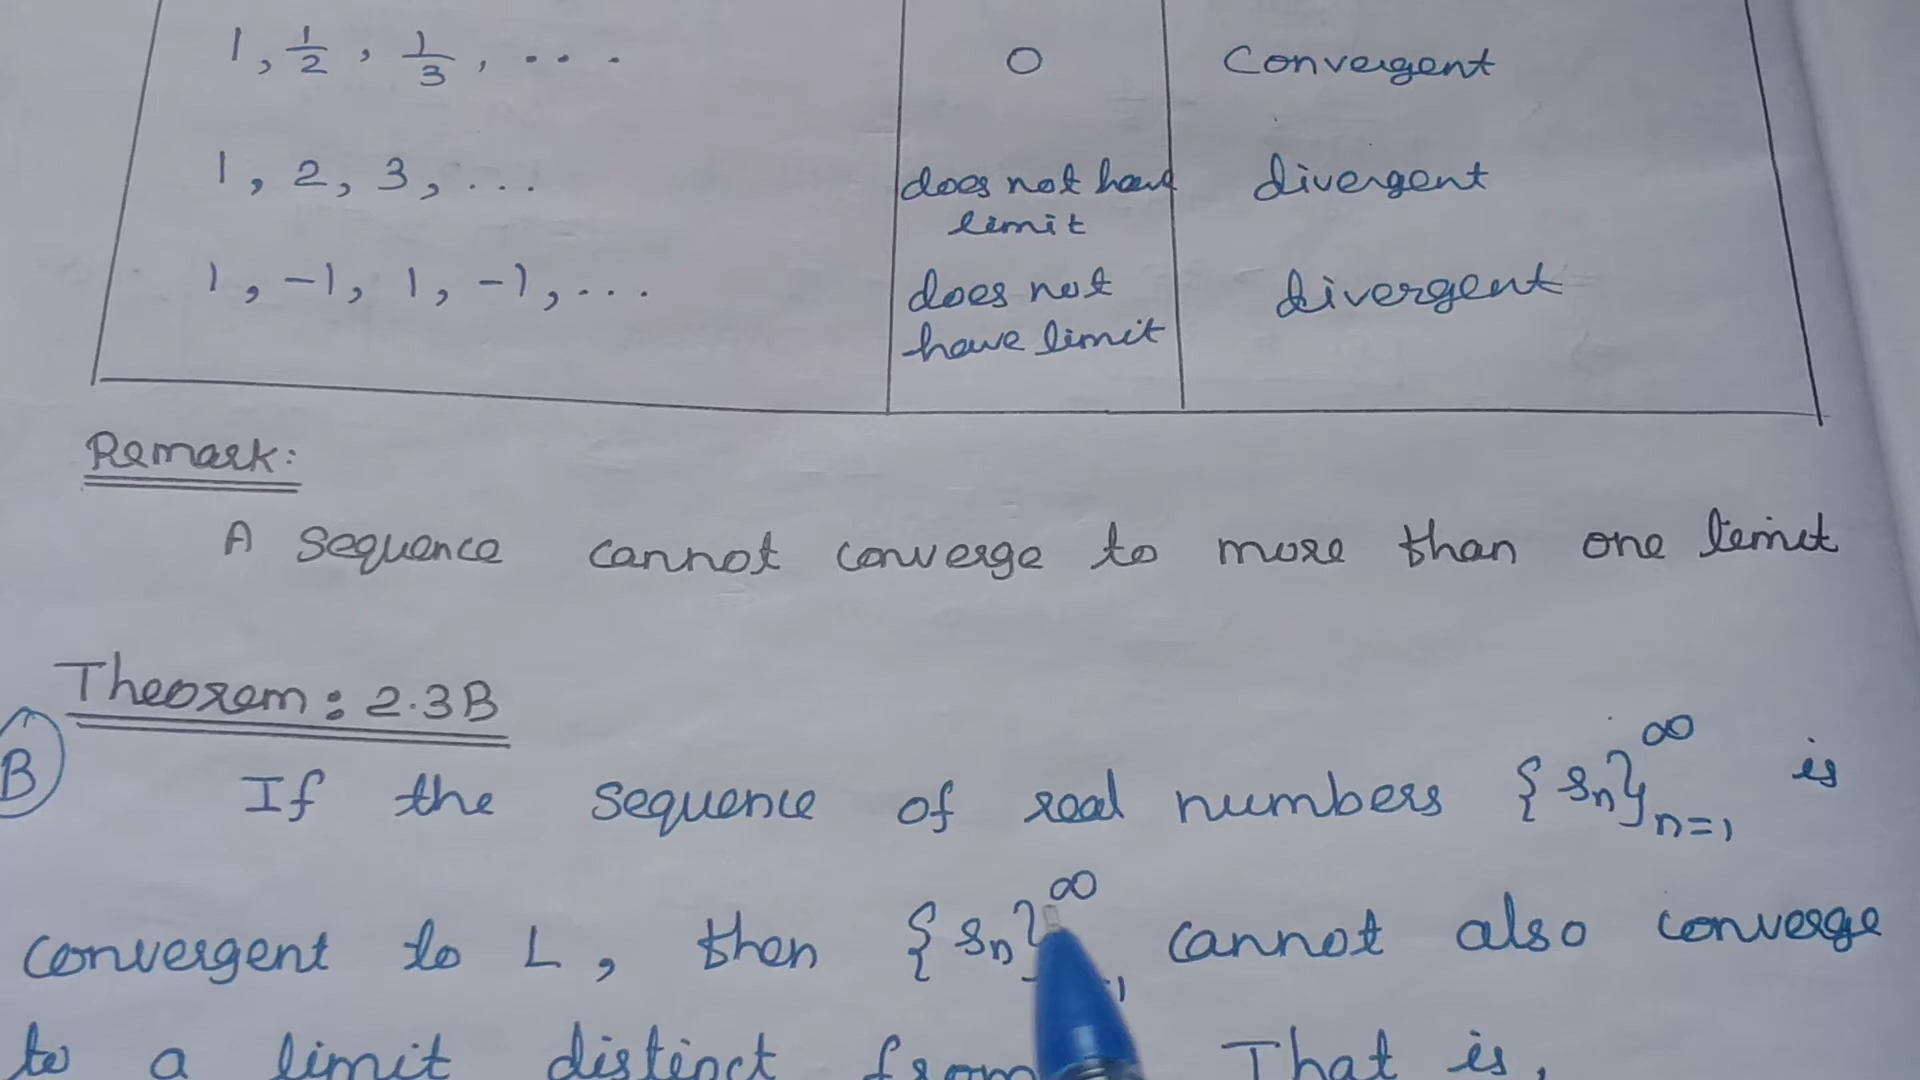 1, 1/2, 1/3, .... 0 Convergent
1, 2, 3, ... does not have divergent
limit
1, -1, 1, -1, ... does not divergent
have limit
Remark:
A sequence cannot converge to more than one limit
Theorem: 2.3B
B
If the sequence of real numbers {sn}∞n=1 is
convergent to L, then {sn}∞ 1 cannot also converge
to a limit distinct from That is,